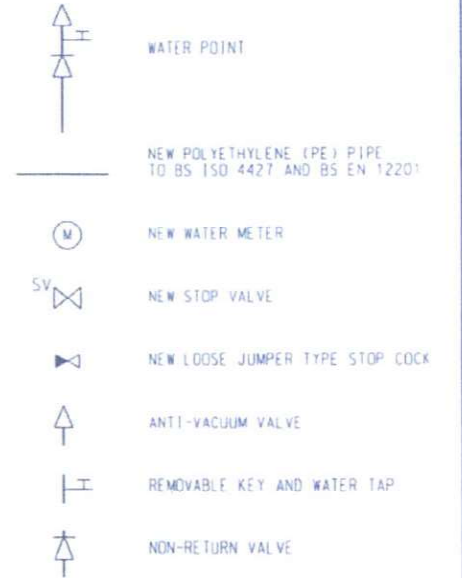 WATER POINT
NEW POLYETHYLENE (PE) PIPE
TO BS ISO 4427 AND BS EN 12201
M NEW WATER METER
SV NEW STOP VALVE
NEW LOOSE JUMPER TYPE STOP COCK
ANTI-VACUUM VALVE
REMOVABLE KEY AND WATER TAP
NON-RETURN VALVE